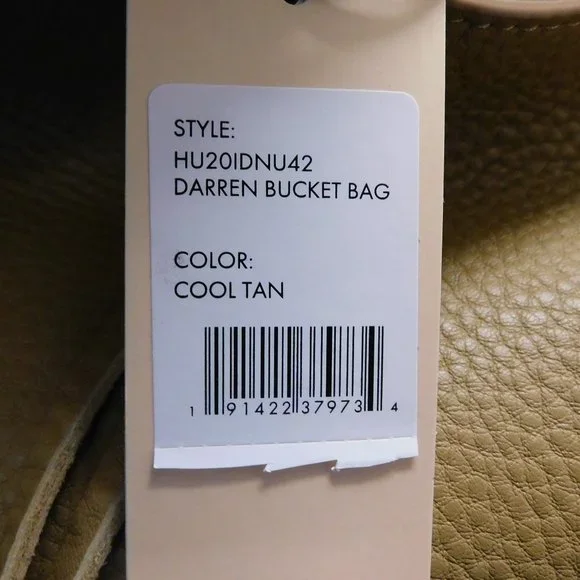 STYLE:
HU20IDNU42
DARREN BUCKET BAG
COLOR:
COOL TAN
1 91422 37973 4